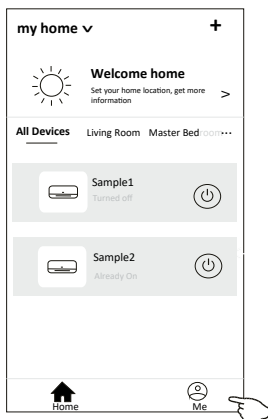 my home
Welcome home
Set your home location, get more
information
All Devices Living Room Master Bedroom
Sample1
Turned off
Sample2
Already On
Home Me